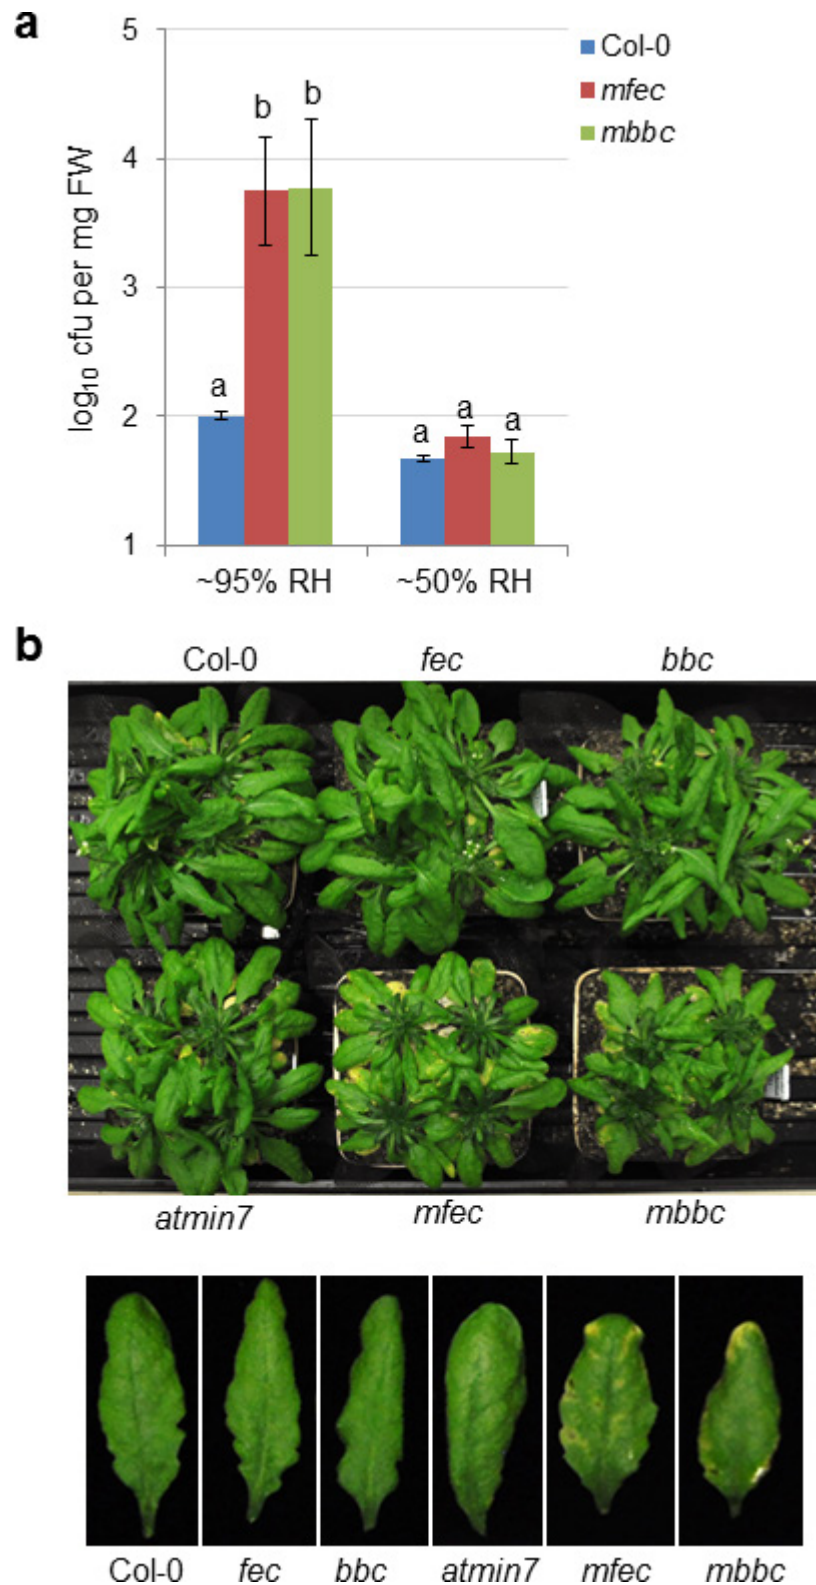 a
5
4
3
2
1
log₁₀ cfu per mg FW
Col-0
mfec
mbbc
a b b
a a a
~95% RH ~50% RH
b
Col-0 fec bbc
atmin7 mfec mbbc
Col-0 fec bbc atmin7 mfec mbbc